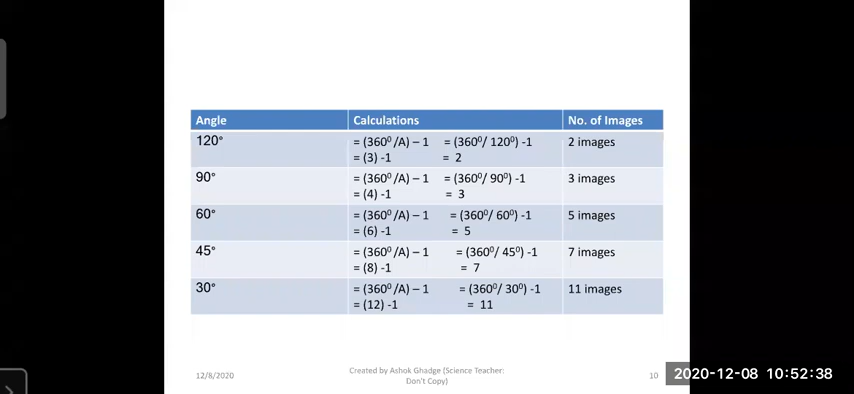 Angle Calculations No. of Images
120° = (360⁰ /A) – 1 = (360⁰/ 120⁰) -1 2 images
= (3) -1 = 2
90° = (360⁰ /A) – 1 = (360⁰/ 90⁰) -1 3 images
= (4) -1 = 3
60° = (360⁰ /A) – 1 = (360⁰/ 60⁰) -1 5 images
= (6) -1 = 5
45° = (360⁰ /A) – 1 = (360⁰/ 45⁰) -1 7 images
= (8) -1 = 7
30° = (360⁰ /A) – 1 = (360⁰/ 30⁰) -1 11 images
= (12) -1 = 11
12/8/2020 Created by Ashok Ghadge (Science Teacher: 10
Don't Copy)
2020-12-08 10:52:38